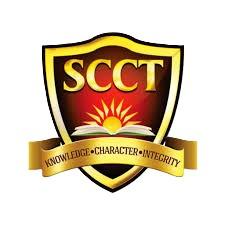 SCCT
KNOWLEDGE • CHARACTER • INTEGRITY